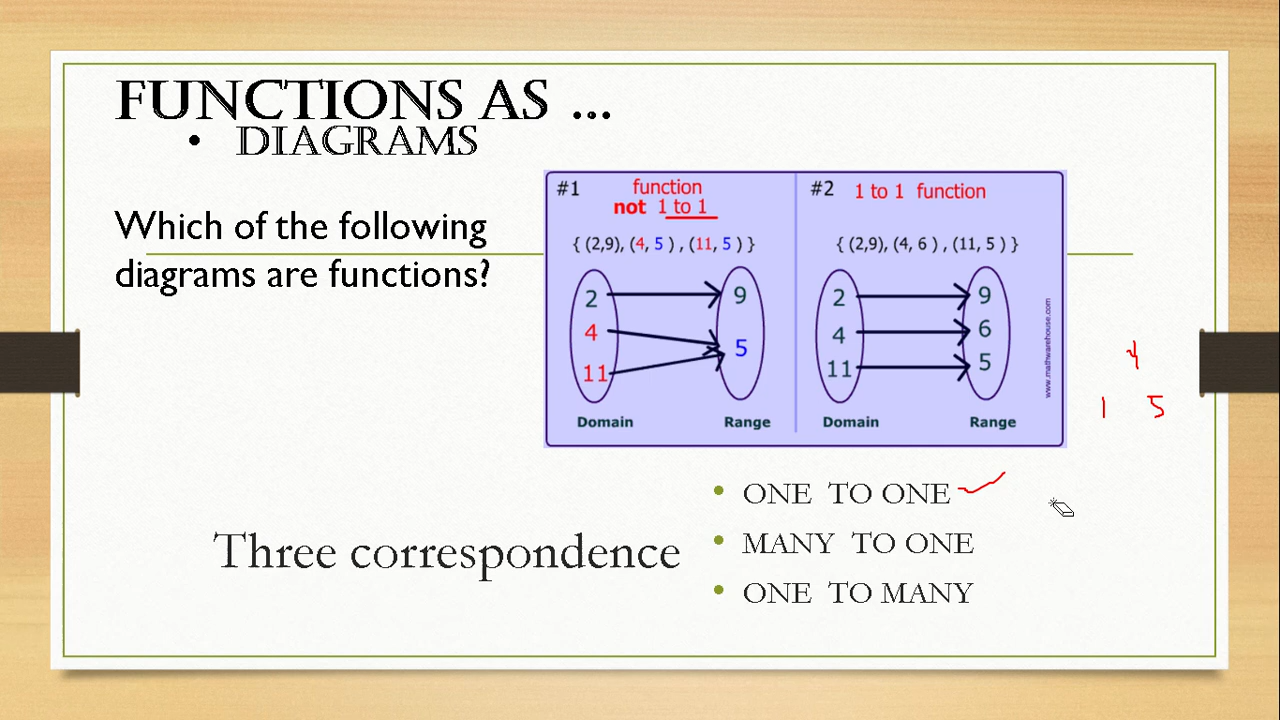 FUNCTIONS AS ...
• DIAGRAMS
Which of the following
diagrams are functions?
#1 function
not 1 to 1
{ (2,9), (4, 5 ) , (11, 5 ) }
2 9
4 5
11
Domain Range
#2 1 to 1 function
{ (2,9), (4, 6 ) , (11, 5 ) }
2 9
4 6
11 5
Domain Range
www.mathwarehouse.com
4
1 5
Three correspondence
• ONE TO ONE
• MANY TO ONE
• ONE TO MANY